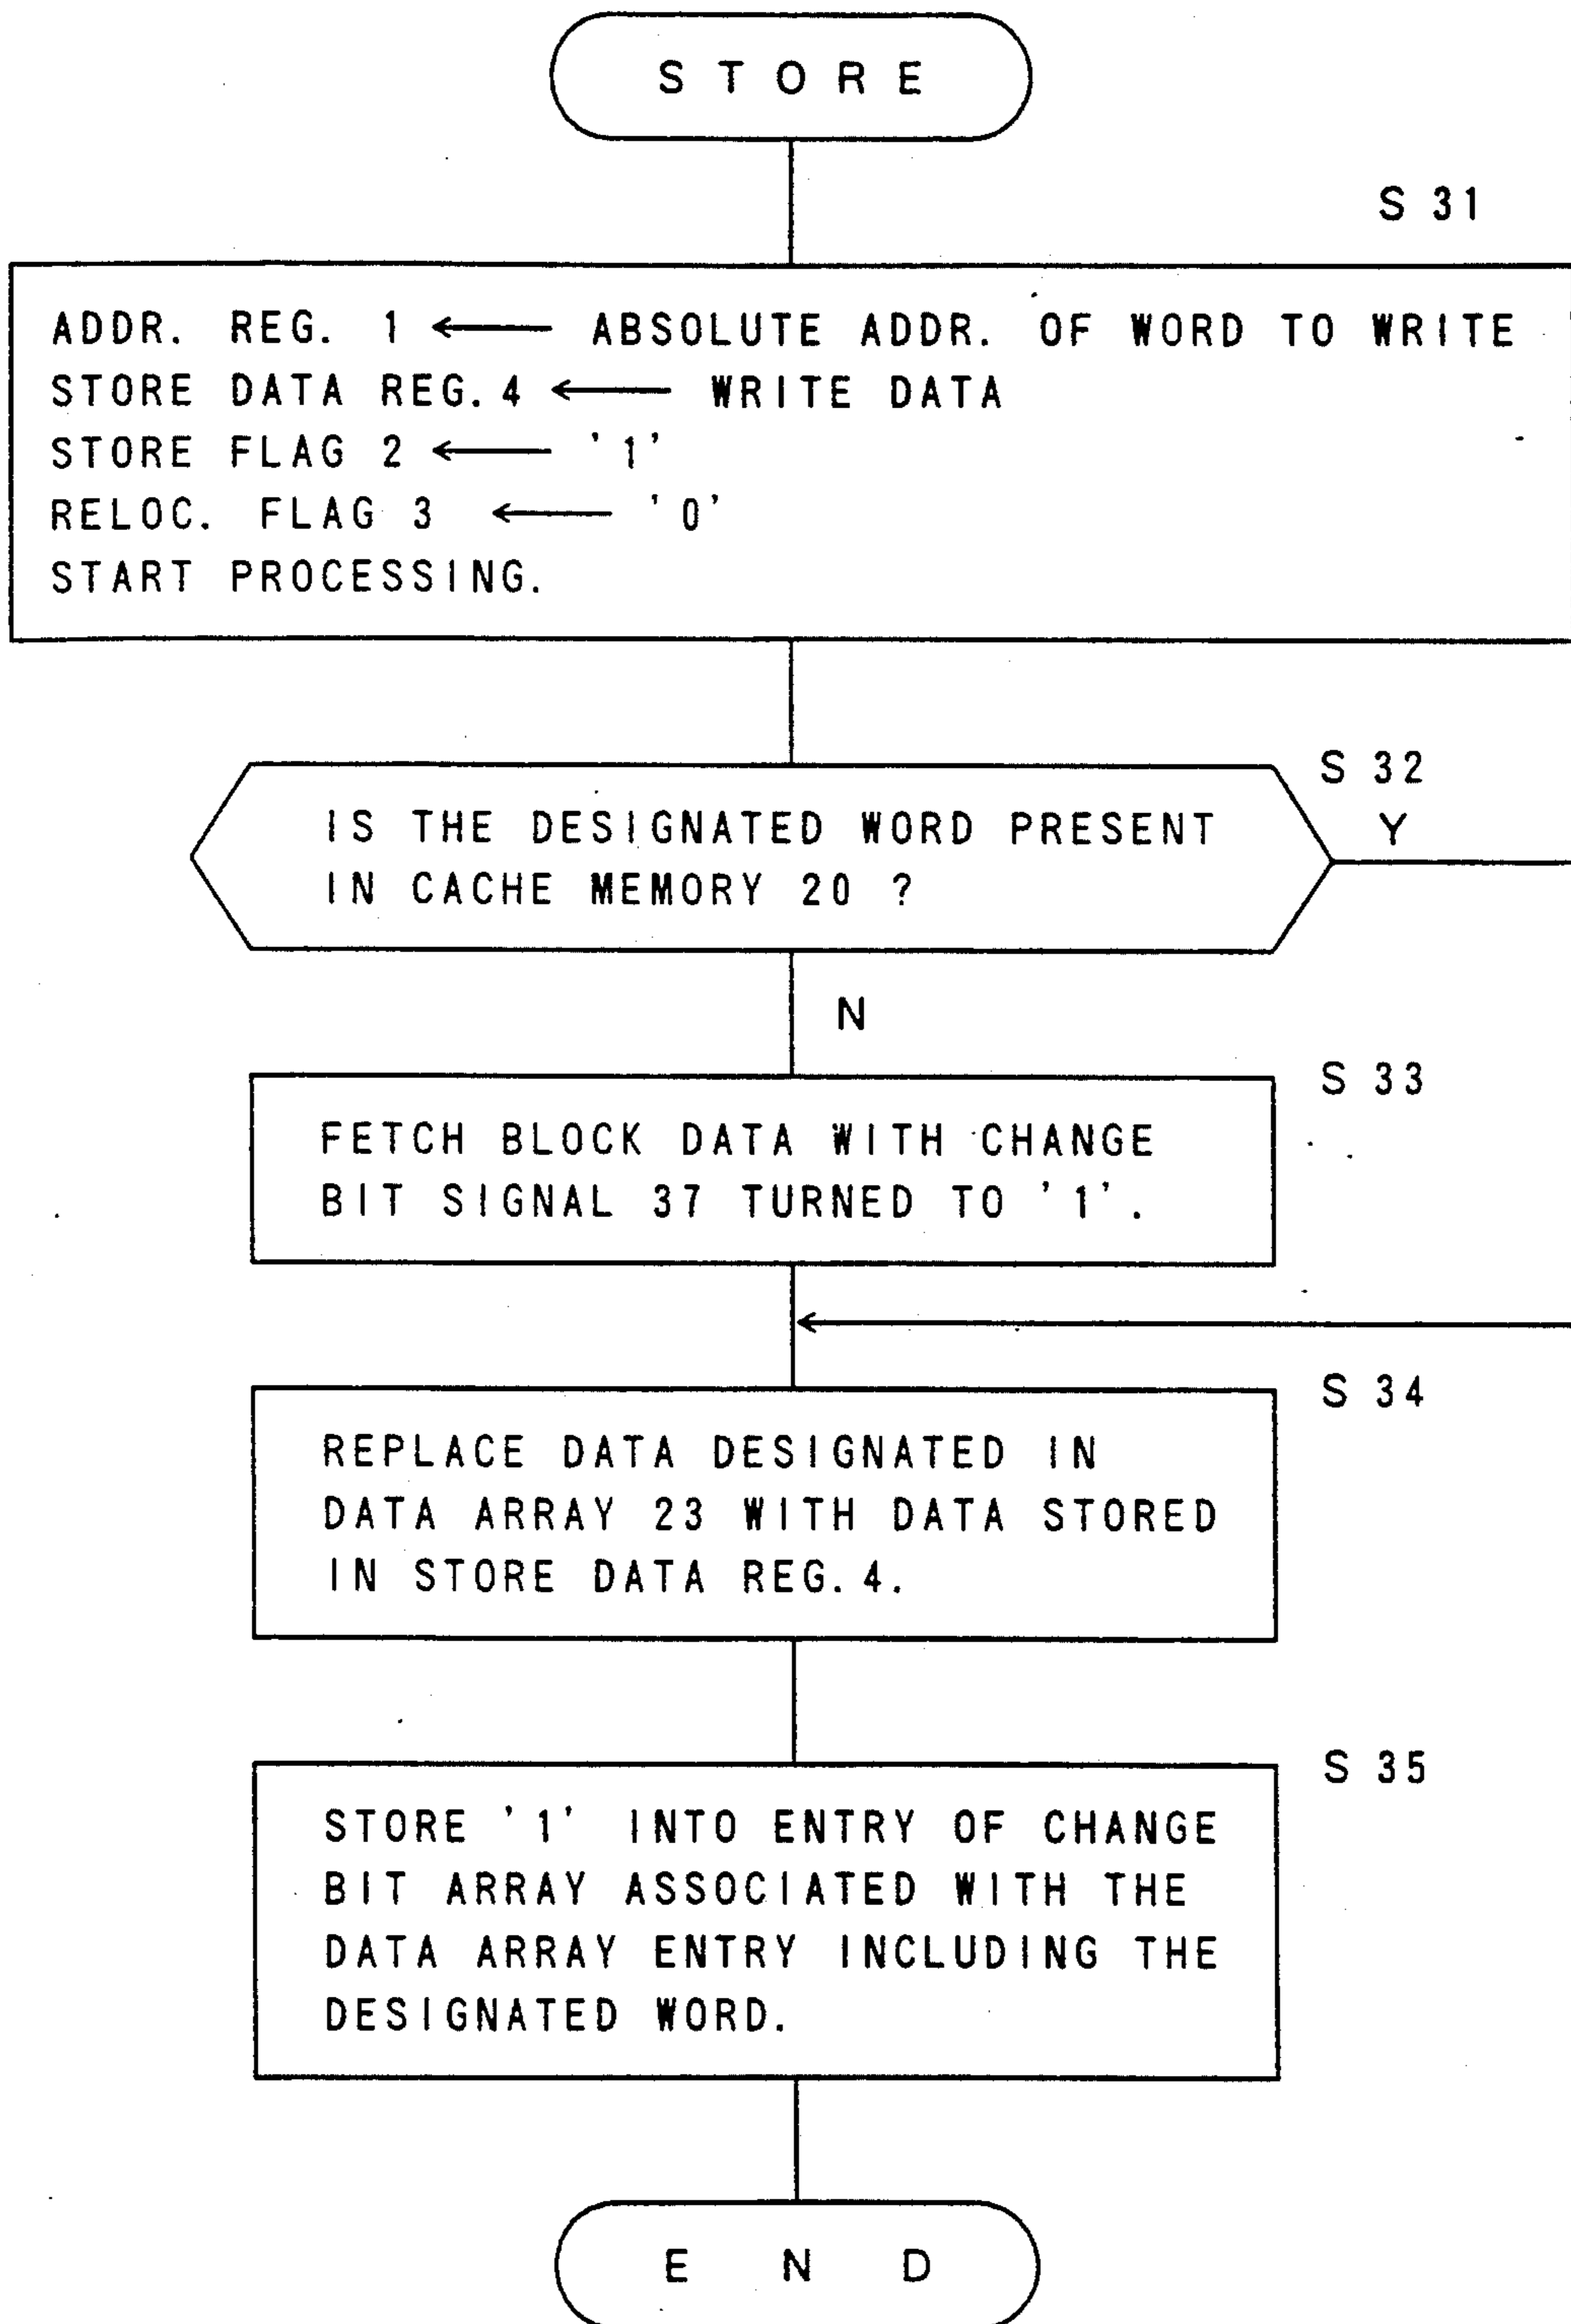 STORE
S 31
ADDR. REG. 1 ← ABSOLUTE ADDR. OF WORD TO WRITE
STORE DATA REG. 4 ← WRITE DATA
STORE FLAG 2 ← '1'
RELOC. FLAG 3 ← '0'
START PROCESSING.
S 32
IS THE DESIGNATED WORD PRESENT
Y
IN CACHE MEMORY 20 ?
N
S 33
FETCH BLOCK DATA WITH CHANGE
BIT SIGNAL 37 TURNED TO '1'.
S 34
REPLACE DATA DESIGNATED IN
DATA ARRAY 23 WITH DATA STORED
IN STORE DATA REG. 4.
S 35
STORE '1' INTO ENTRY OF CHANGE
BIT ARRAY ASSOCIATED WITH THE
DATA ARRAY ENTRY INCLUDING THE
DESIGNATED WORD.
END